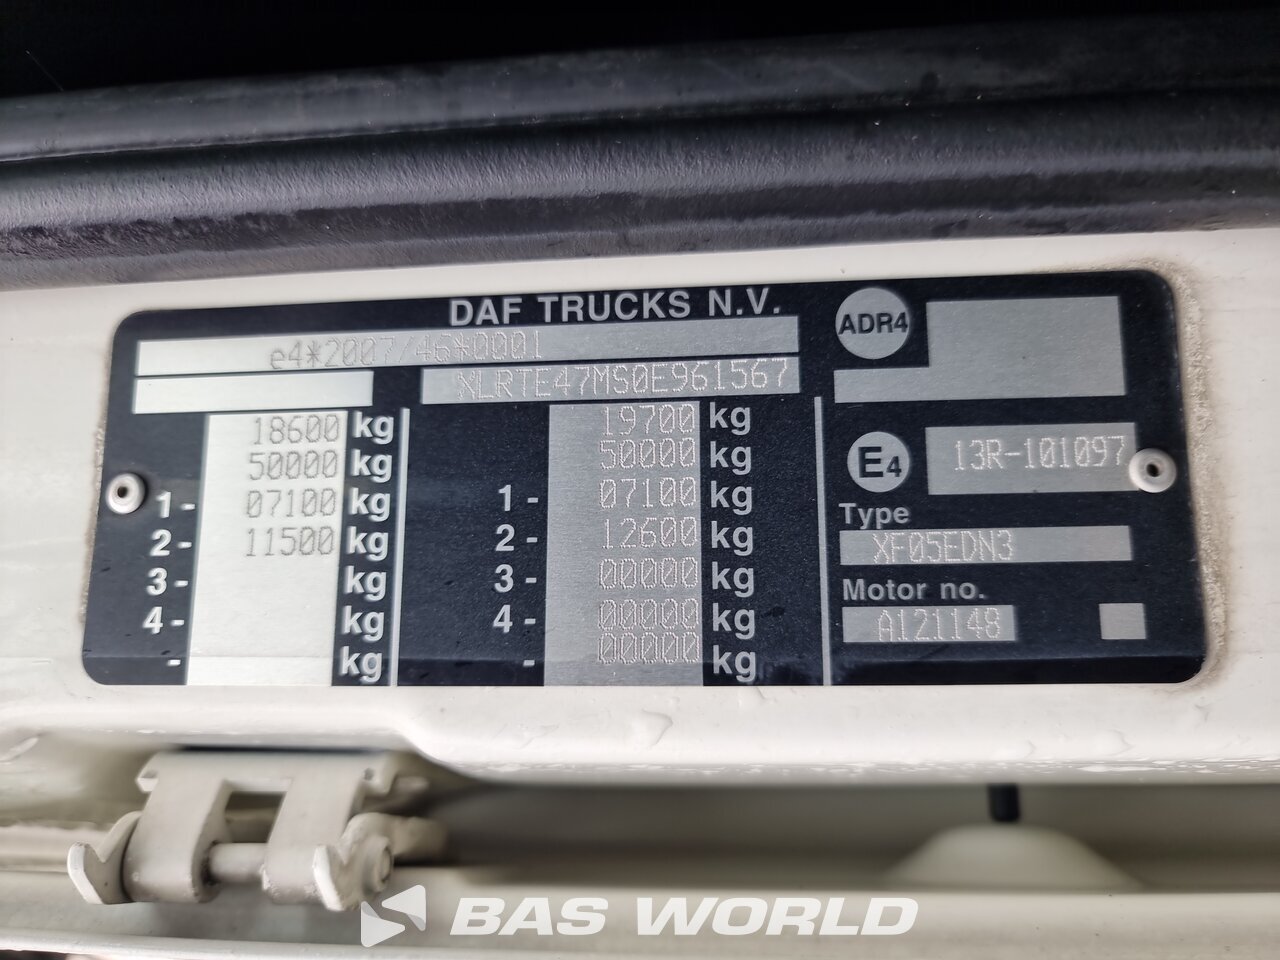 DAF TRUCKS N.V.
e4*2007/46*0001
XLRTE47MS0E961567
18600 kg
50000 kg
1- 07100 kg
2- 11500 kg
3- kg
4- kg
- kg
19700 kg
50000 kg
1- 07100 kg
2- 12600 kg
3- 00000 kg
4- 00000 kg
- 00000 kg
ADR4
E4 13R-101097
Type
XF05EDN3
Motor no.
A121148
BAS WORLD